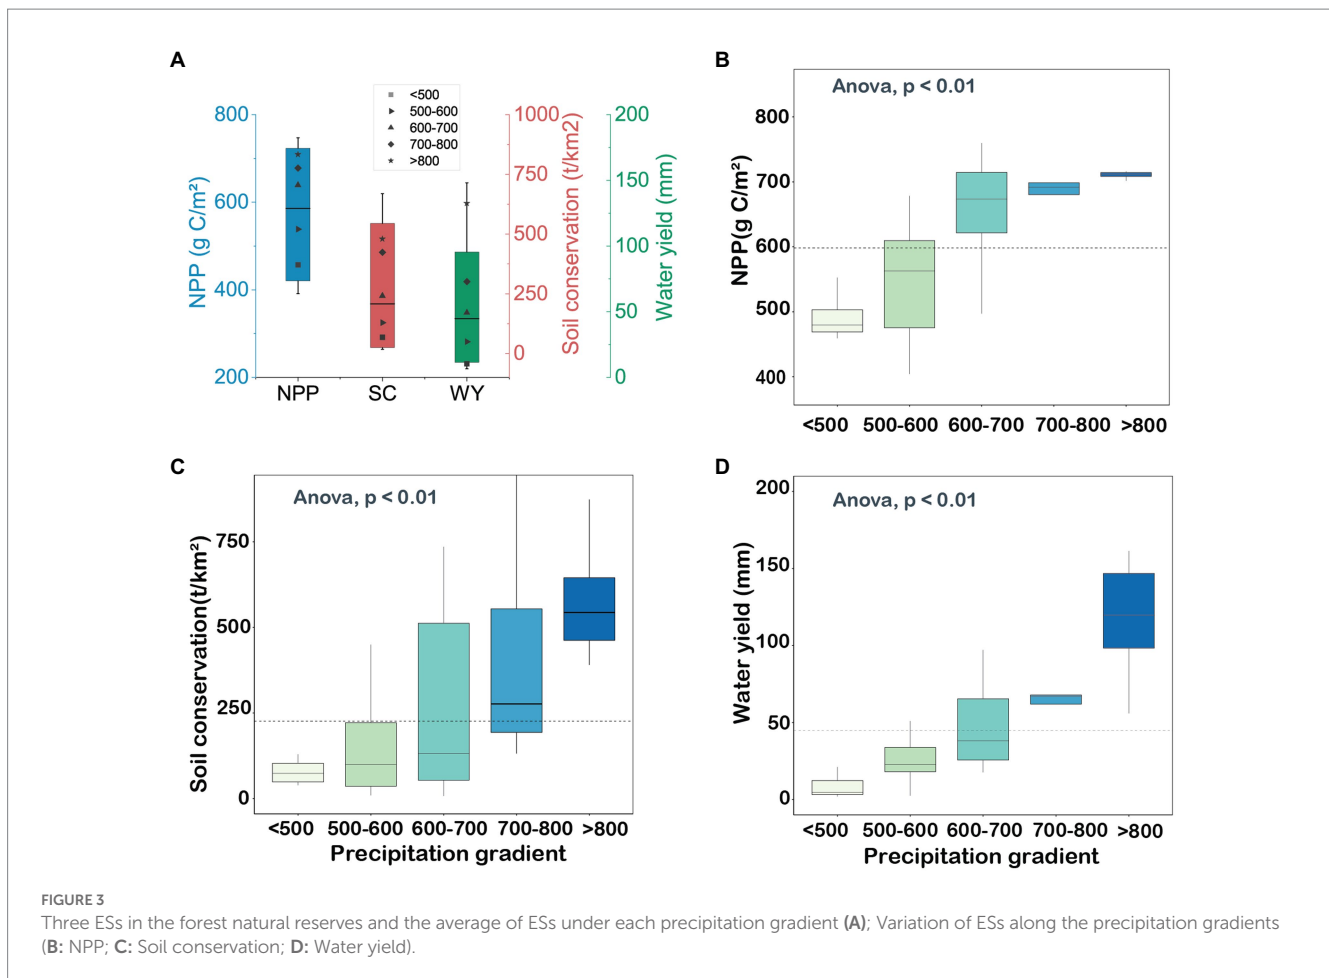 A
<500
500-600
600-700
700-800
>800
800
600
400
200
NPP (g C/m²)
1000
750
500
250
0
Soil conservation (t/km2)
200
150
100
50
0
Water yield (mm)
NPP SC WY
B
Anova, p < 0.01
800
700
600
500
400
NPP(g C/m²)
<500 500-600 600-700 700-800 >800
C
Anova, p < 0.01
750
500
250
0
Soil conservation(t/km²)
<500 500-600 600-700 700-800 >800
Precipitation gradient
D
Anova, p < 0.01
200
150
100
50
0
Water yield (mm)
<500 500-600 600-700 700-800 >800
Precipitation gradient
FIGURE 3
Three ESs in the forest natural reserves and the average of ESs under each precipitation gradient (A); Variation of ESs along the precipitation gradients
(B: NPP; C: Soil conservation; D: Water yield).